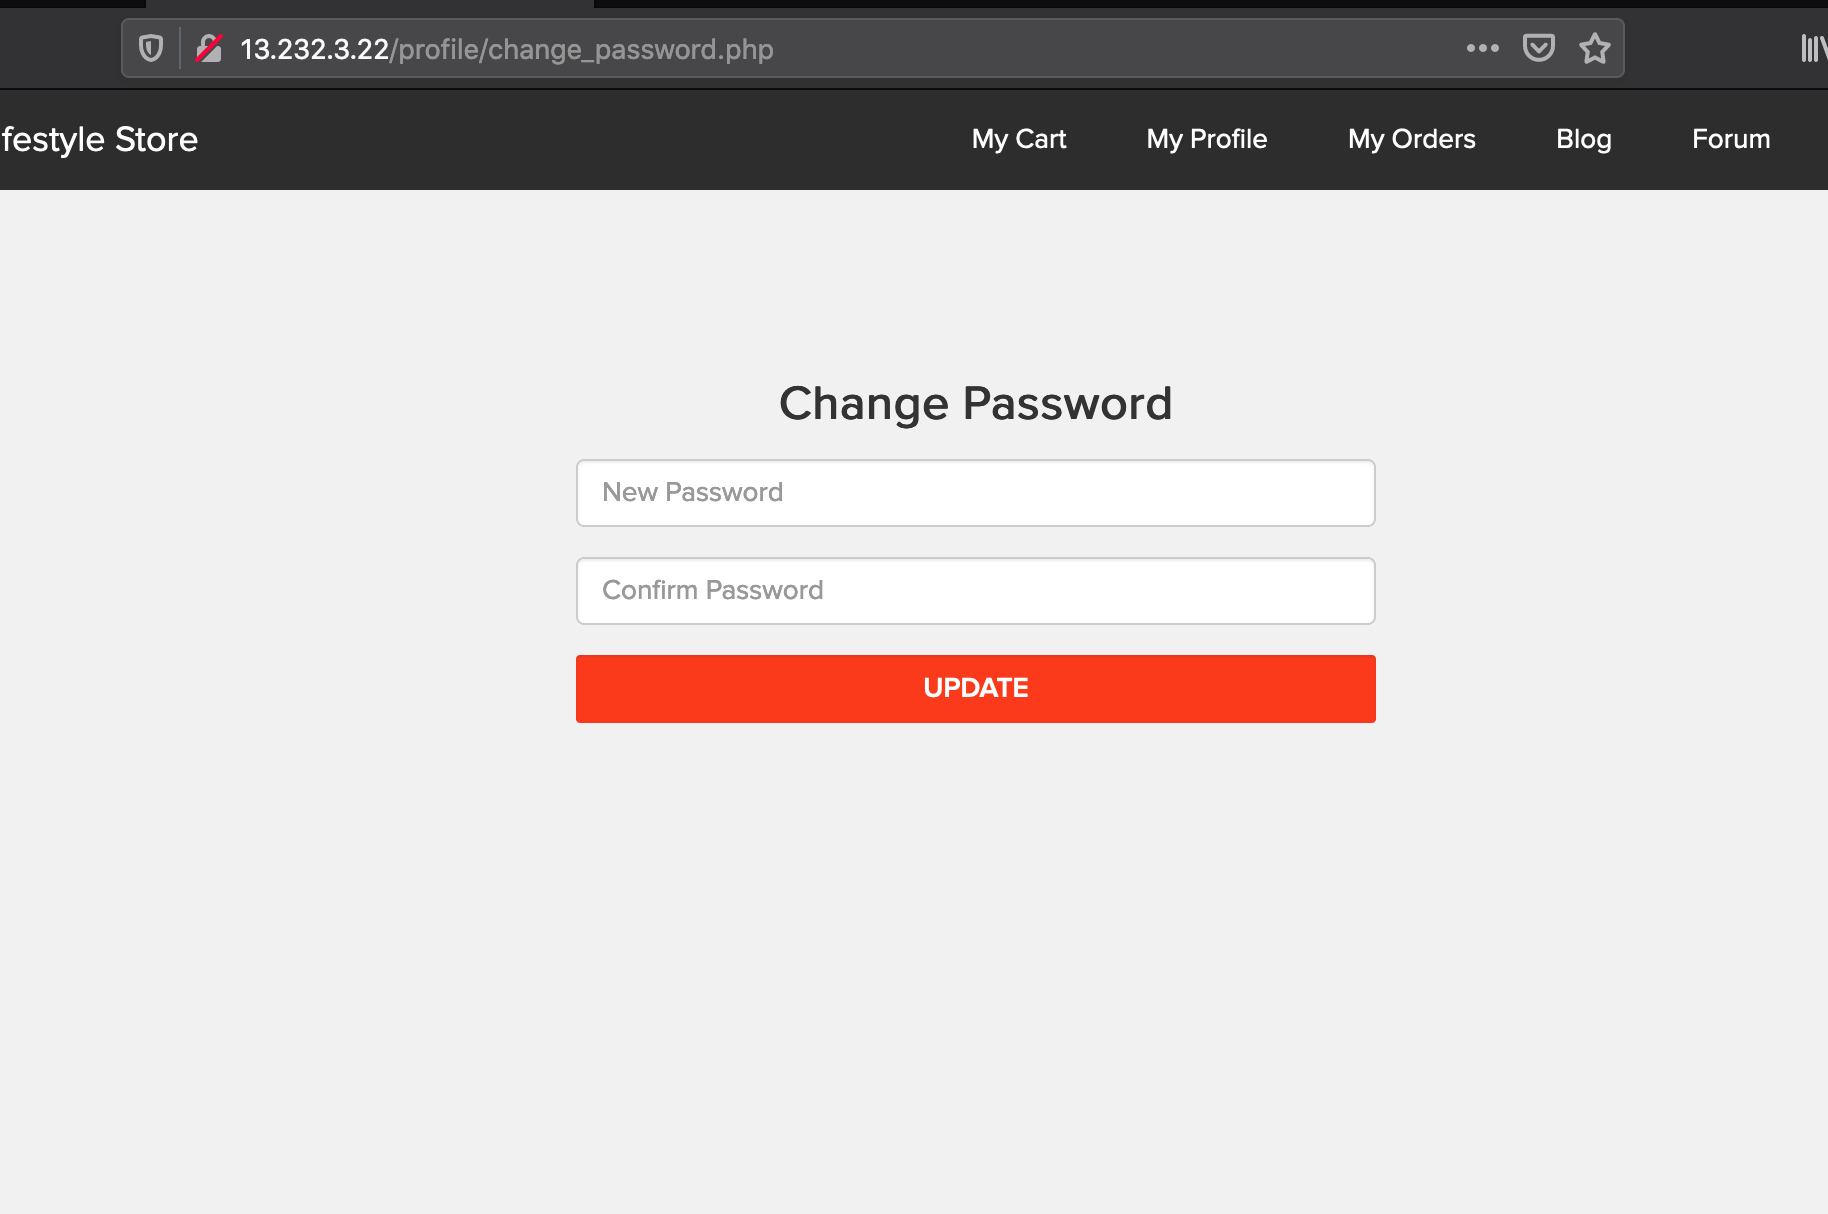 13.232.3.22/profile/change_password.php
festyle Store My Cart My Profile My Orders Blog Forum
Change Password
New Password
Confirm Password
UPDATE